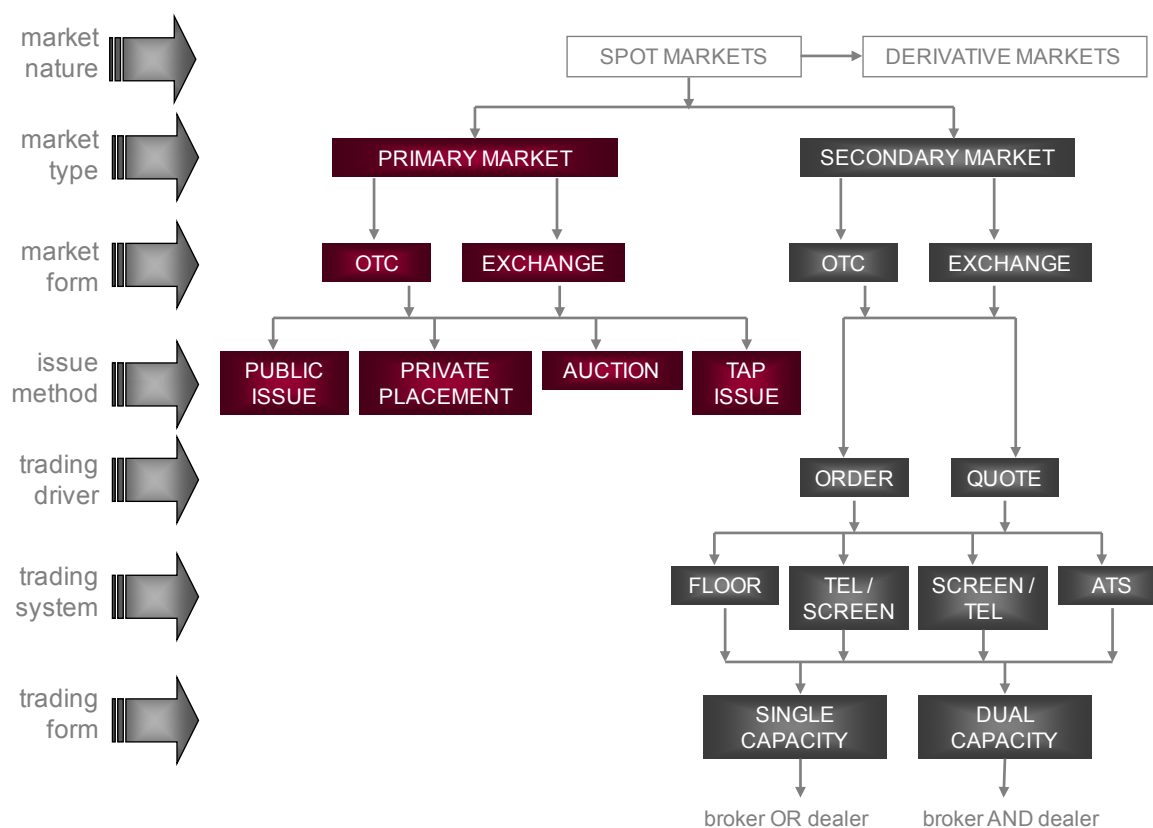 market
nature
SPOT MARKETS
DERIVATIVE MARKETS
market
type
PRIMARY MARKET
SECONDARY MARKET
market
form
OTC
EXCHANGE
OTC
EXCHANGE
issue
method
PUBLIC
ISSUE
PRIVATE
PLACEMENT
AUCTION
TAP
ISSUE
trading
driver
ORDER
QUOTE
trading
system
FLOOR
TEL /
SCREEN
SCREEN /
TEL
ATS
trading
form
SINGLE
CAPACITY
DUAL
CAPACITY
broker OR dealer
broker AND dealer